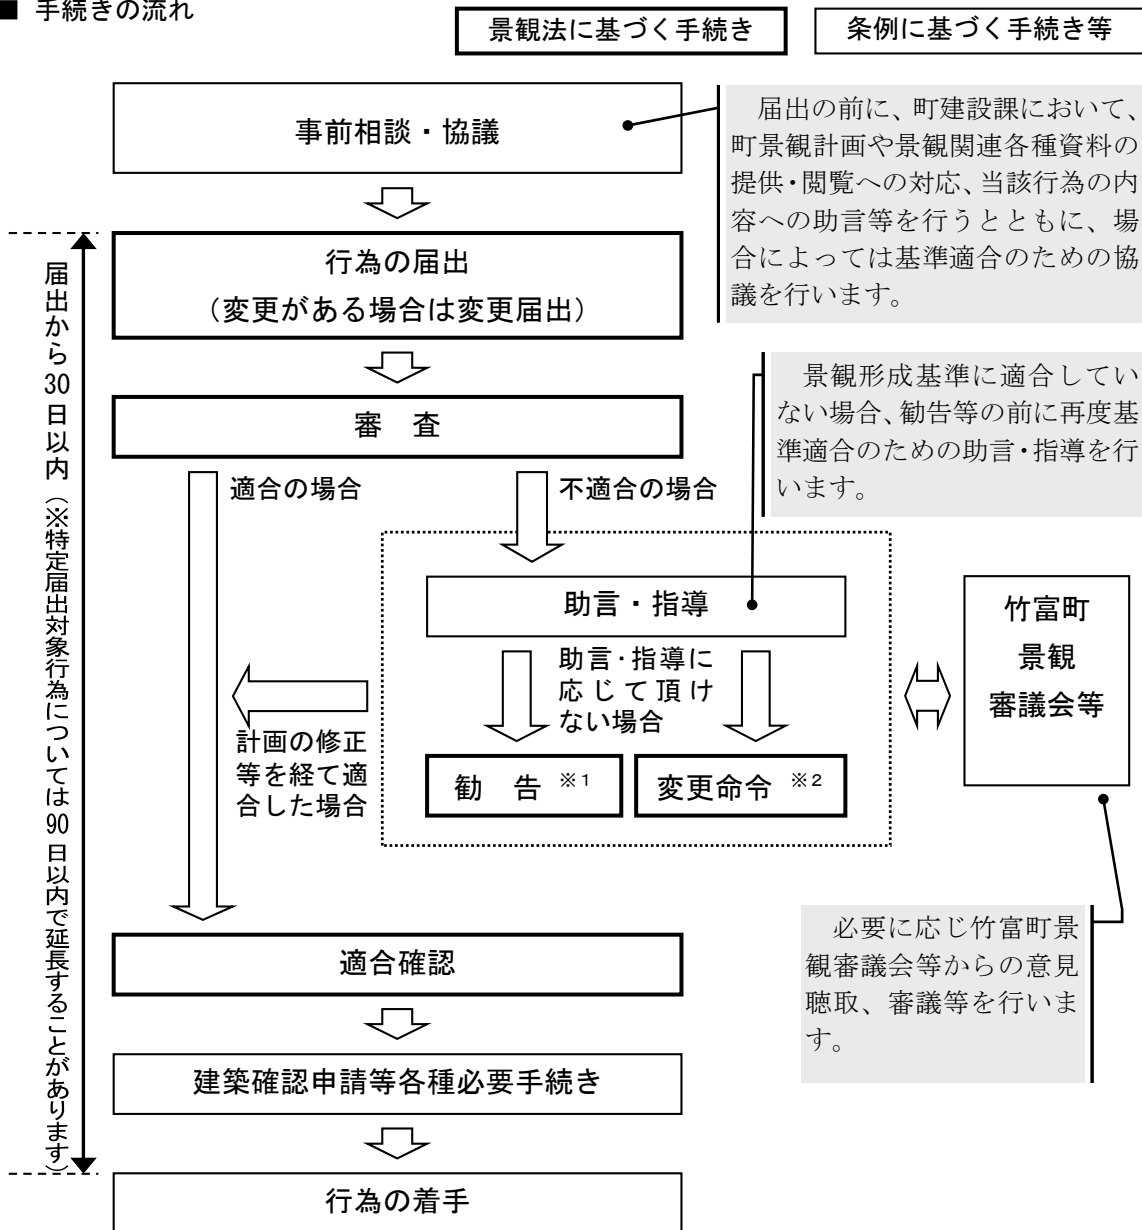 ■ 手続きの流れ
景観法に基づく手続き
条例に基づく手続き等
事前相談・協議
届出の前に、町建設課において、
町景観計画や景観関連各種資料の
提供・閲覧への対応、当該行為の内
容への助言等を行うとともに、場
合によっては基準適合のための協
議を行います。
行為の届出
（変更がある場合は変更届出）
届出から30日以内（※特定届出対象行為については90日以内で延長することがあります）
景観形成基準に適合してい
ない場合、勧告等の前に再度基
準適合のための助言・指導を行
います。
審　査
適合の場合
不適合の場合
助言・指導
竹富町
景観
審議会等
助言・指導に
応じて頂け
ない場合
計画の修正
等を経て適
合した場合
勧　告 ※1
変更命令 ※2
必要に応じ竹富町景
観審議会等からの意見
聴取、審議等を行いま
す。
適合確認
建築確認申請等各種必要手続き
行為の着手